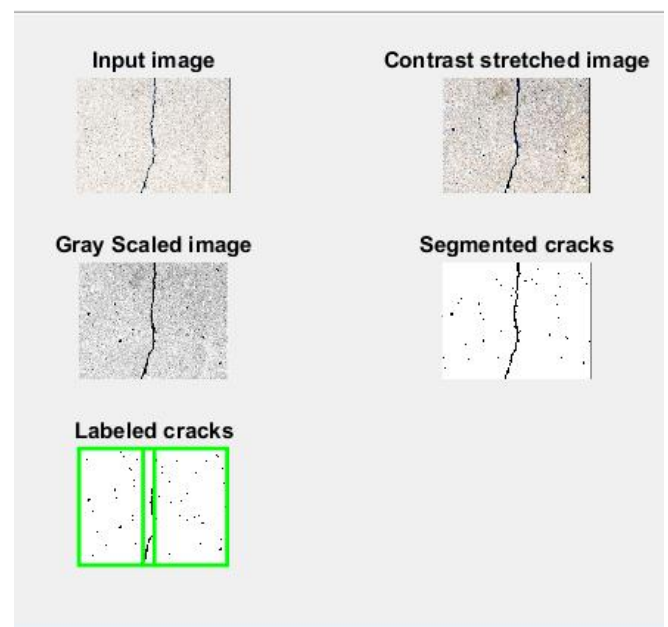 Input image
Contrast stretched image
Gray Scaled image
Segmented cracks
Labeled cracks